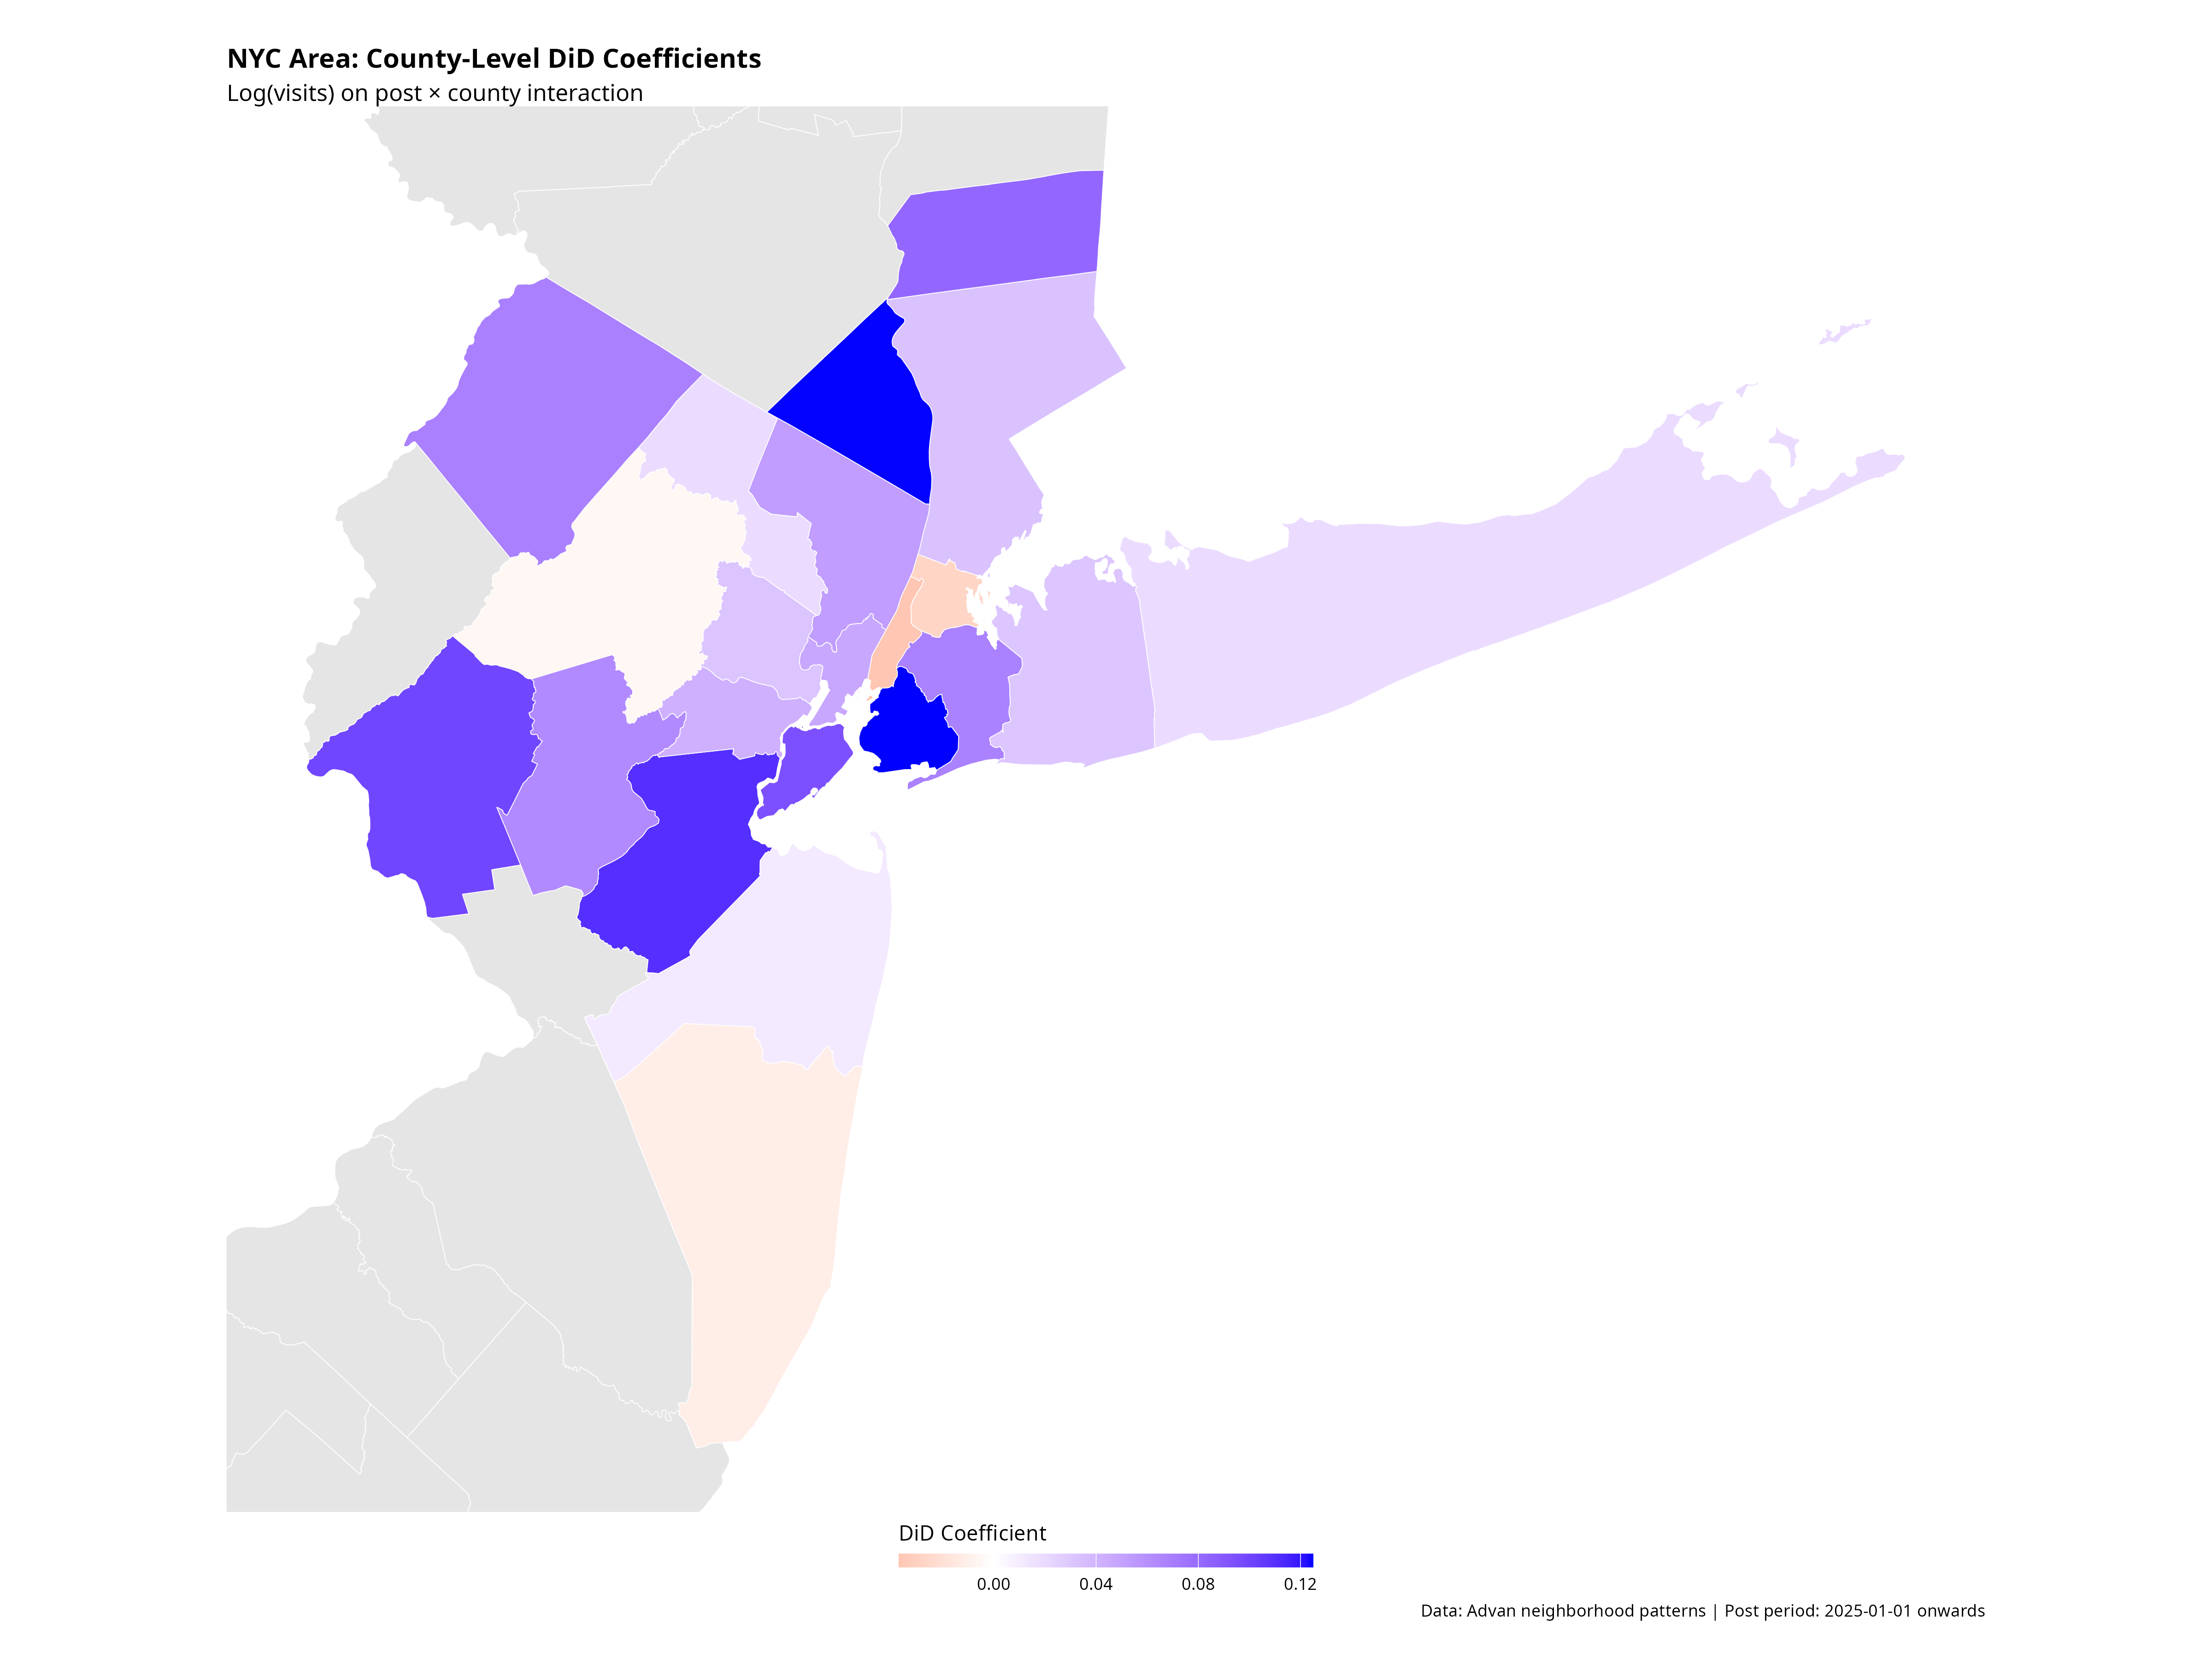 NYC Area: County-Level DiD Coefficients
Log(visits) on post × county interaction
DiD Coefficient
0.00 0.04 0.08 0.12
Data: Advan neighborhood patterns | Post period: 2025-01-01 onwards